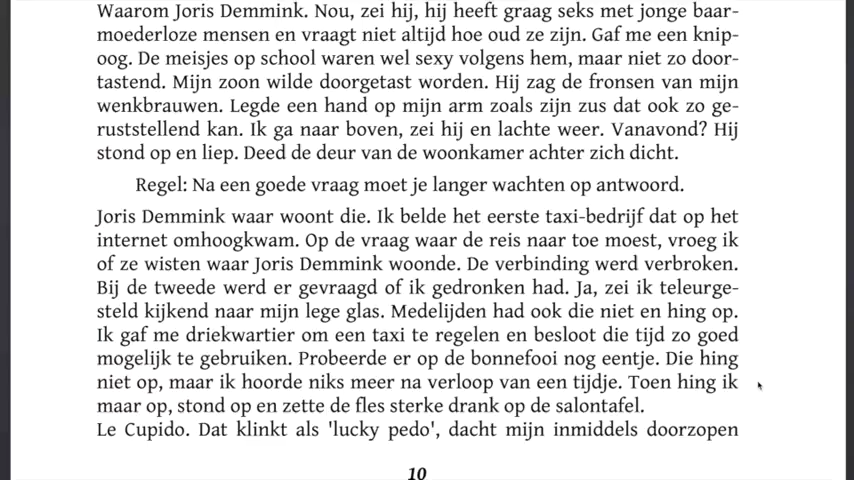 Waarom Joris Demmink. Nou, zei hij, hij heeft graag seks met jonge baar-
moederloze mensen en vraagt niet altijd hoe oud ze zijn. Gaf me een knip-
oog. De meisjes op school waren wel sexy volgens hem, maar niet zo door-
tastend. Mijn zoon wilde doorgetast worden. Hij zag de fronsen van mijn
wenkbrauwen. Legde een hand op mijn arm zoals zijn zus dat ook zo ge-
ruststellend kan. Ik ga naar boven, zei hij en lachte weer. Vanavond? Hij
stond op en liep. Deed de deur van de woonkamer achter zich dicht.
Regel: Na een goede vraag moet je langer wachten op antwoord.
Joris Demmink waar woont die. Ik belde het eerste taxi-bedrijf dat op het
internet omhoogkwam. Op de vraag waar de reis naar toe moest, vroeg ik
of ze wisten waar Joris Demmink woonde. De verbinding werd verbroken.
Bij de tweede werd er gevraagd of ik gedronken had. Ja, zei ik teleurge-
steld kijkend naar mijn lege glas. Medelijden had ook die niet en hing op.
Ik gaf me driekwartier om een taxi te regelen en besloot die tijd zo goed
mogelijk te gebruiken. Probeerde er op de bonnefooi nog eentje. Die hing
niet op, maar ik hoorde niks meer na verloop van een tijdje. Toen hing ik
maar op, stond op en zette de fles sterke drank op de salontafel.
Le Cupido. Dat klinkt als 'lucky pedo', dacht mijn inmiddels doorzopen
10